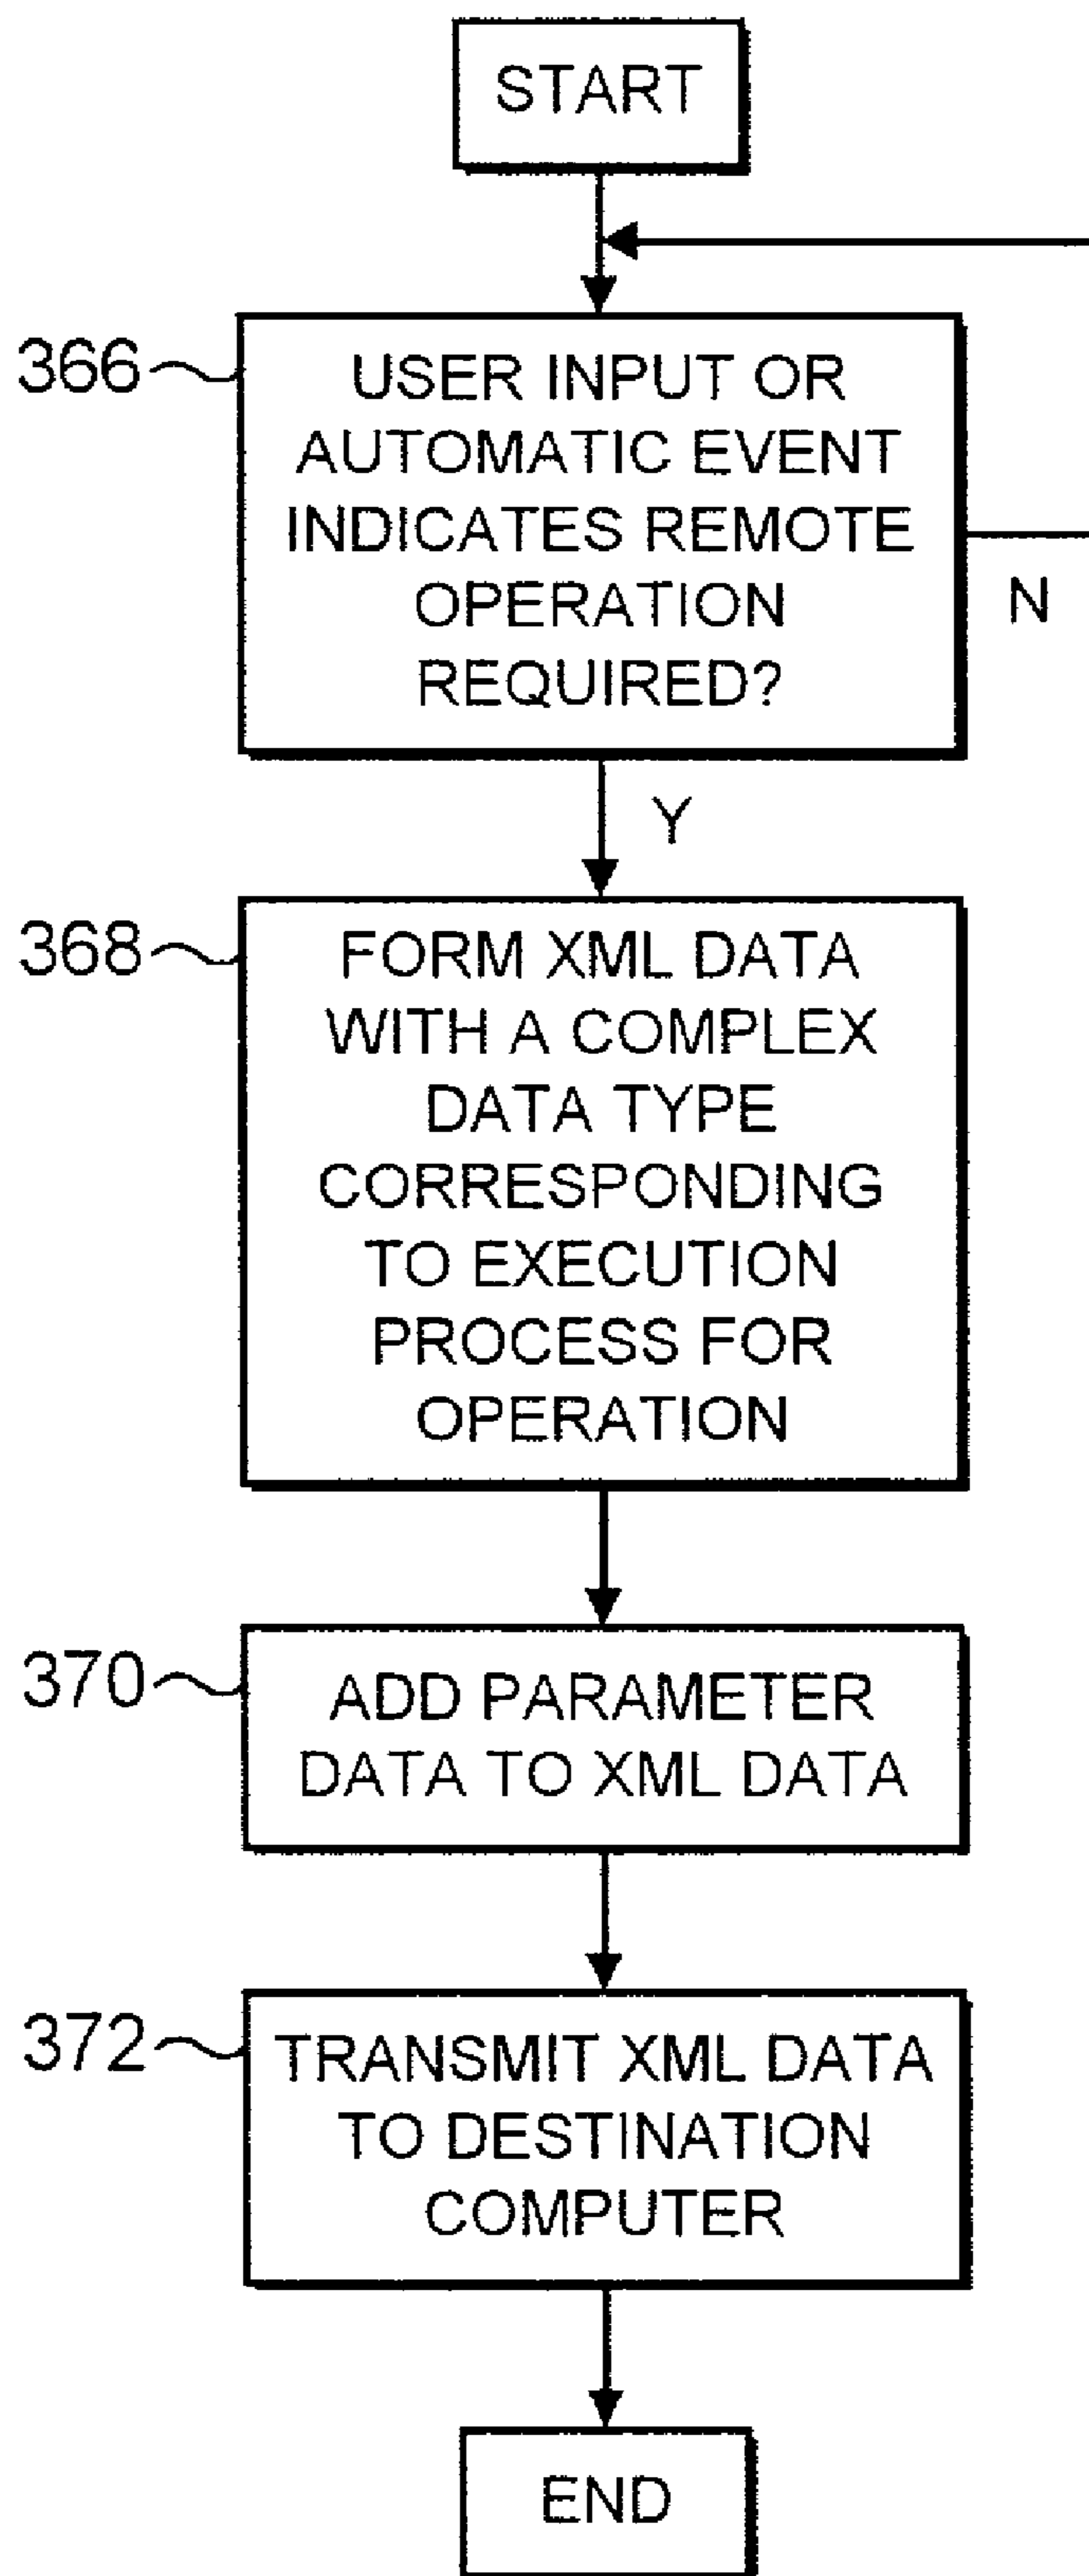 START
366
USER INPUT OR
AUTOMATIC EVENT
INDICATES REMOTE
OPERATION
REQUIRED?
N
Y
368
FORM XML DATA
WITH A COMPLEX
DATA TYPE
CORRESPONDING
TO EXECUTION
PROCESS FOR
OPERATION
370
ADD PARAMETER
DATA TO XML DATA
372
TRANSMIT XML DATA
TO DESTINATION
COMPUTER
END